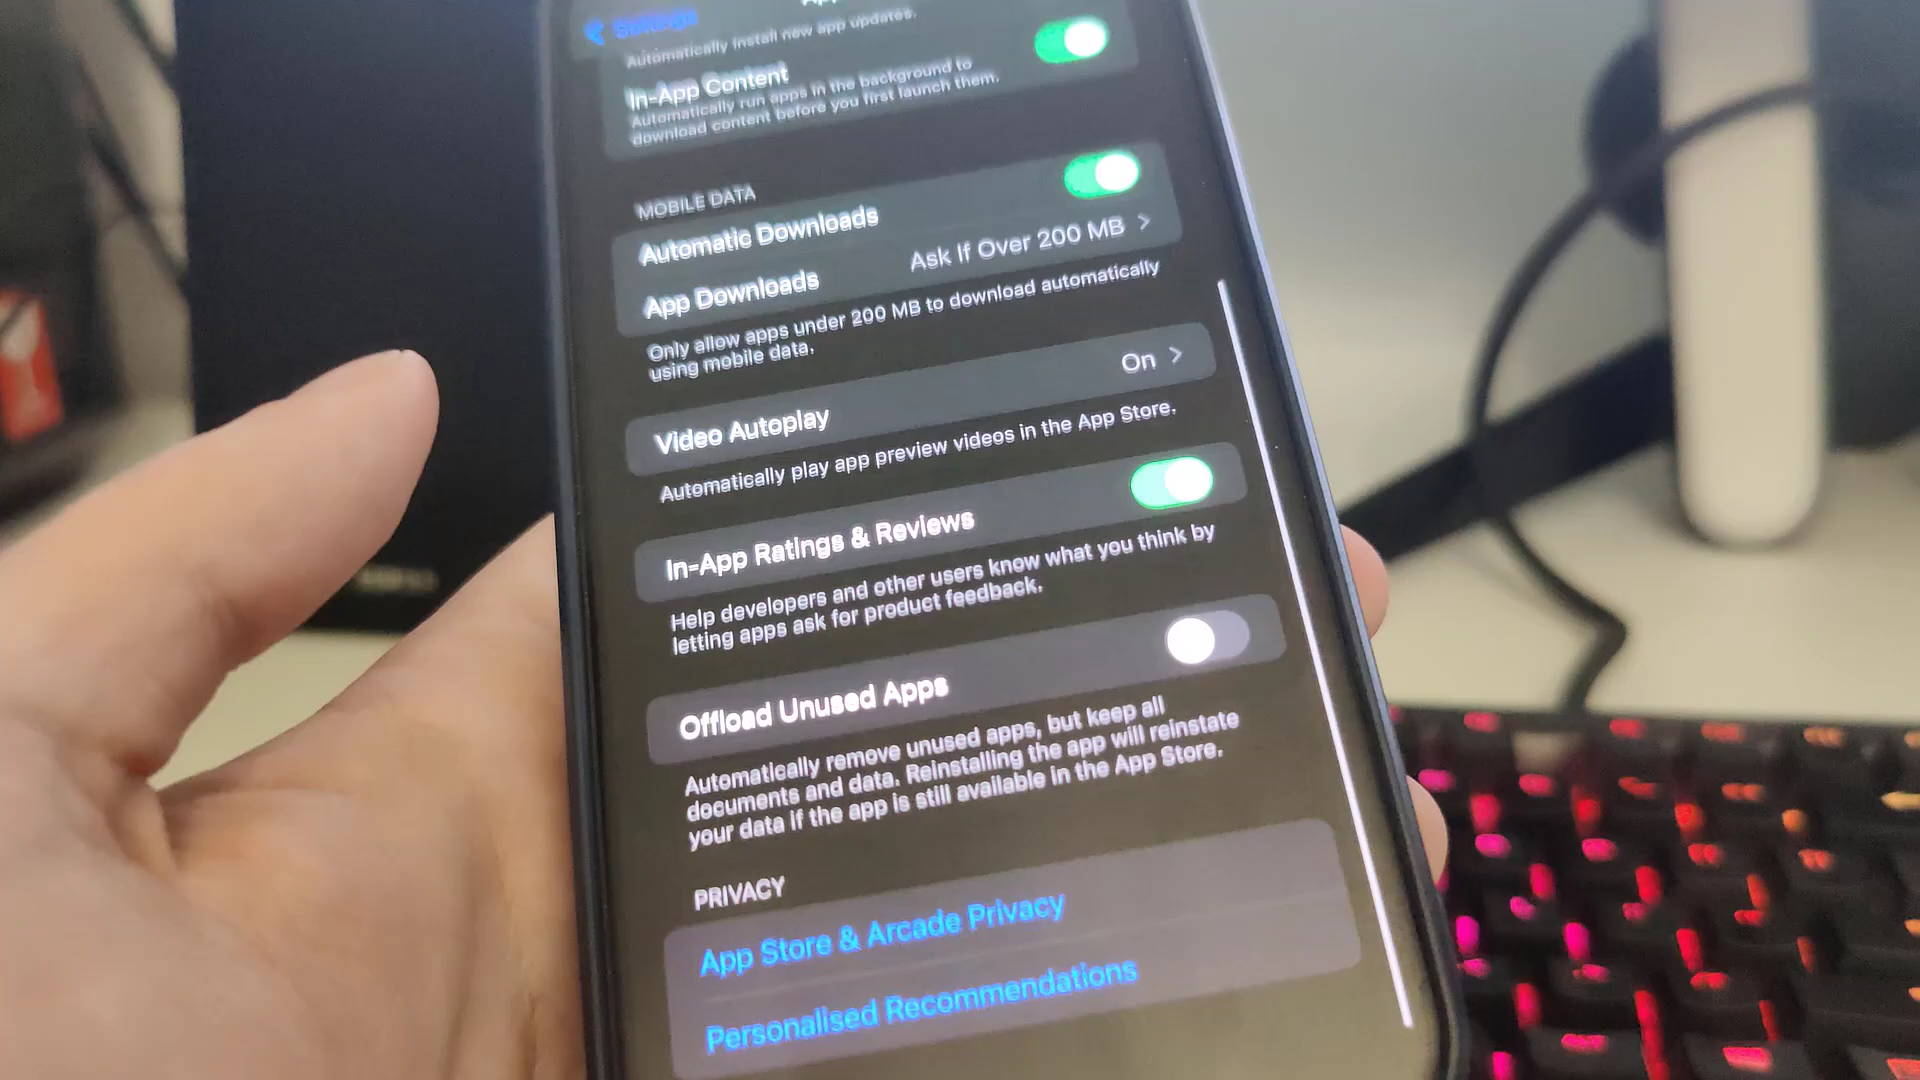 Settings
Automatically install new app updates.
In-App Content
Automatically run apps in the background to
download content before you first launch them.
MOBILE DATA
Automatic Downloads
App Downloads Ask If Over 200 MB
Only allow apps under 200 MB to download automatically
using mobile data.
Video Autoplay On
Automatically play app preview videos in the App Store.
In-App Ratings & Reviews
Help developers and other users know what you think by
letting apps ask for product feedback.
Offload Unused Apps
Automatically remove unused apps, but keep all
documents and data. Reinstalling the app will reinstate
your data if the app is still available in the App Store.
PRIVACY
App Store & Arcade Privacy
Personalised Recommendations